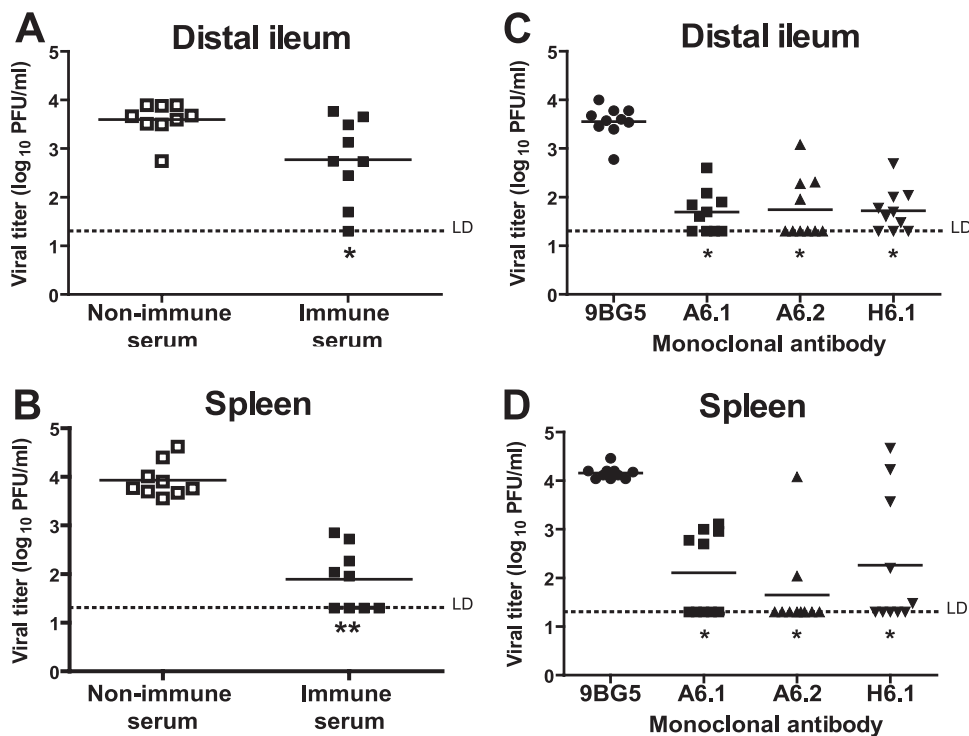 A
Distal ileum
Viral titer (log10 PFU/ml)
5
4
3
2
1
0
LD
*
Non-immune serum
Immune serum
B
Spleen
Viral titer (log10 PFU/ml)
5
4
3
2
1
0
LD
**
Non-immune serum
Immune serum
C
Distal ileum
Viral titer (log10 PFU/ml)
5
4
3
2
1
0
LD
* * *
9BG5 A6.1 A6.2 H6.1
Monoclonal antibody
D
Spleen
Viral titer (log10 PFU/ml)
5
4
3
2
1
0
LD
* * *
9BG5 A6.1 A6.2 H6.1
Monoclonal antibody